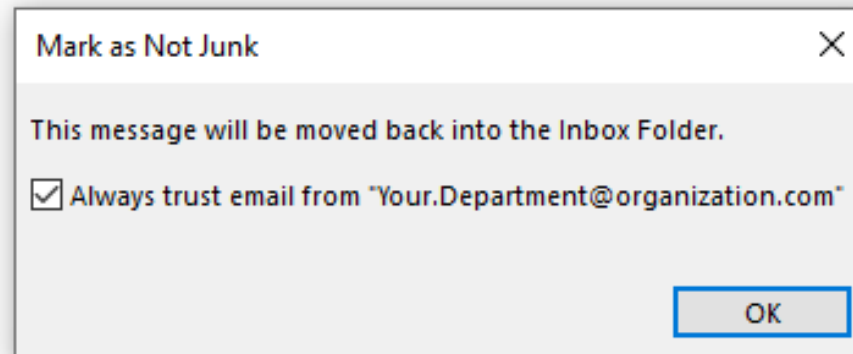 Mark as Not Junk
This message will be moved back into the Inbox Folder.
Always trust email from "Your.Department@organization.com"
OK